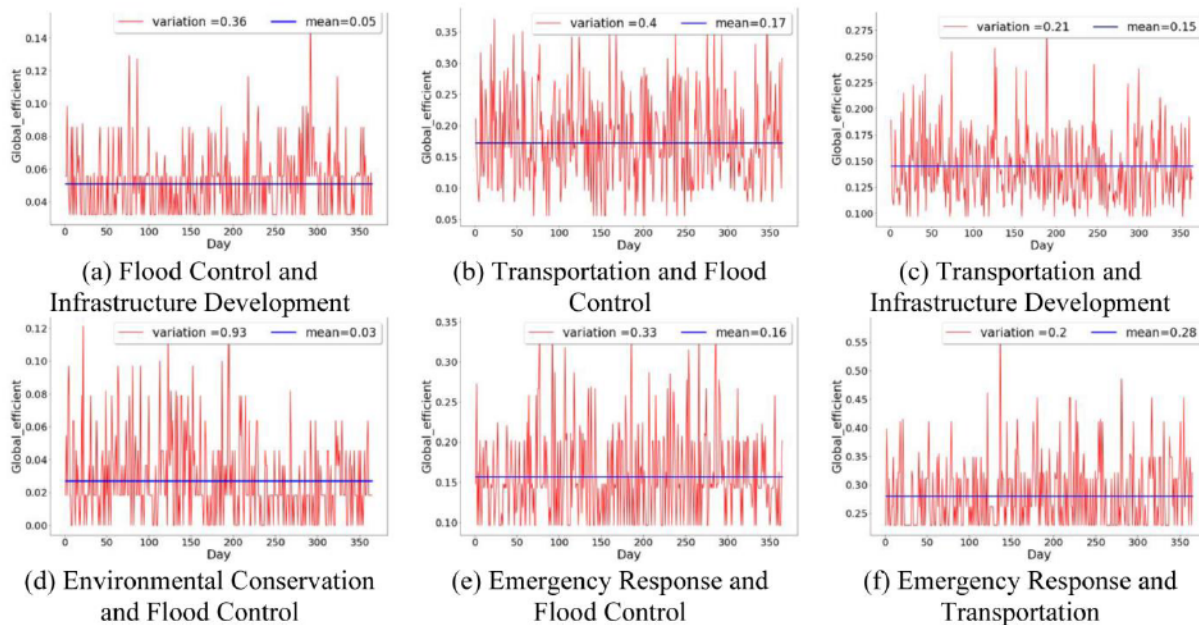 variation =0.36 mean=0.05
0.14
0.12
0.10
0.08
0.06
0.04
Global_efficient
0 50 100 150 200 250 300 350
Day
(a) Flood Control and
Infrastructure Development
variation =0.4 mean=0.17
0.35
0.30
0.25
0.20
0.15
0.10
0.05
Global_efficient
0 50 100 150 200 250 300 350
Day
(b) Transportation and Flood
Control
variation =0.21 mean=0.15
0.275
0.250
0.225
0.200
0.175
0.150
0.125
0.100
Global_efficient
0 50 100 150 200 250 300 350
Day
(c) Transportation and
Infrastructure Development
variation =0.93 mean=0.03
0.12
0.10
0.08
0.06
0.04
0.02
0.00
Global_efficient
0 50 100 150 200 250 300 350
Day
(d) Environmental Conservation
and Flood Control
variation =0.33 mean=0.16
0.35
0.30
0.25
0.20
0.15
0.10
Global_efficient
0 50 100 150 200 250 300 350
Day
(e) Emergency Response and
Flood Control
variation =0.2 mean=0.28
0.55
0.50
0.45
0.40
0.35
0.30
0.25
Global_efficient
0 50 100 150 200 250 300 350
Day
(f) Emergency Response and
Transportation